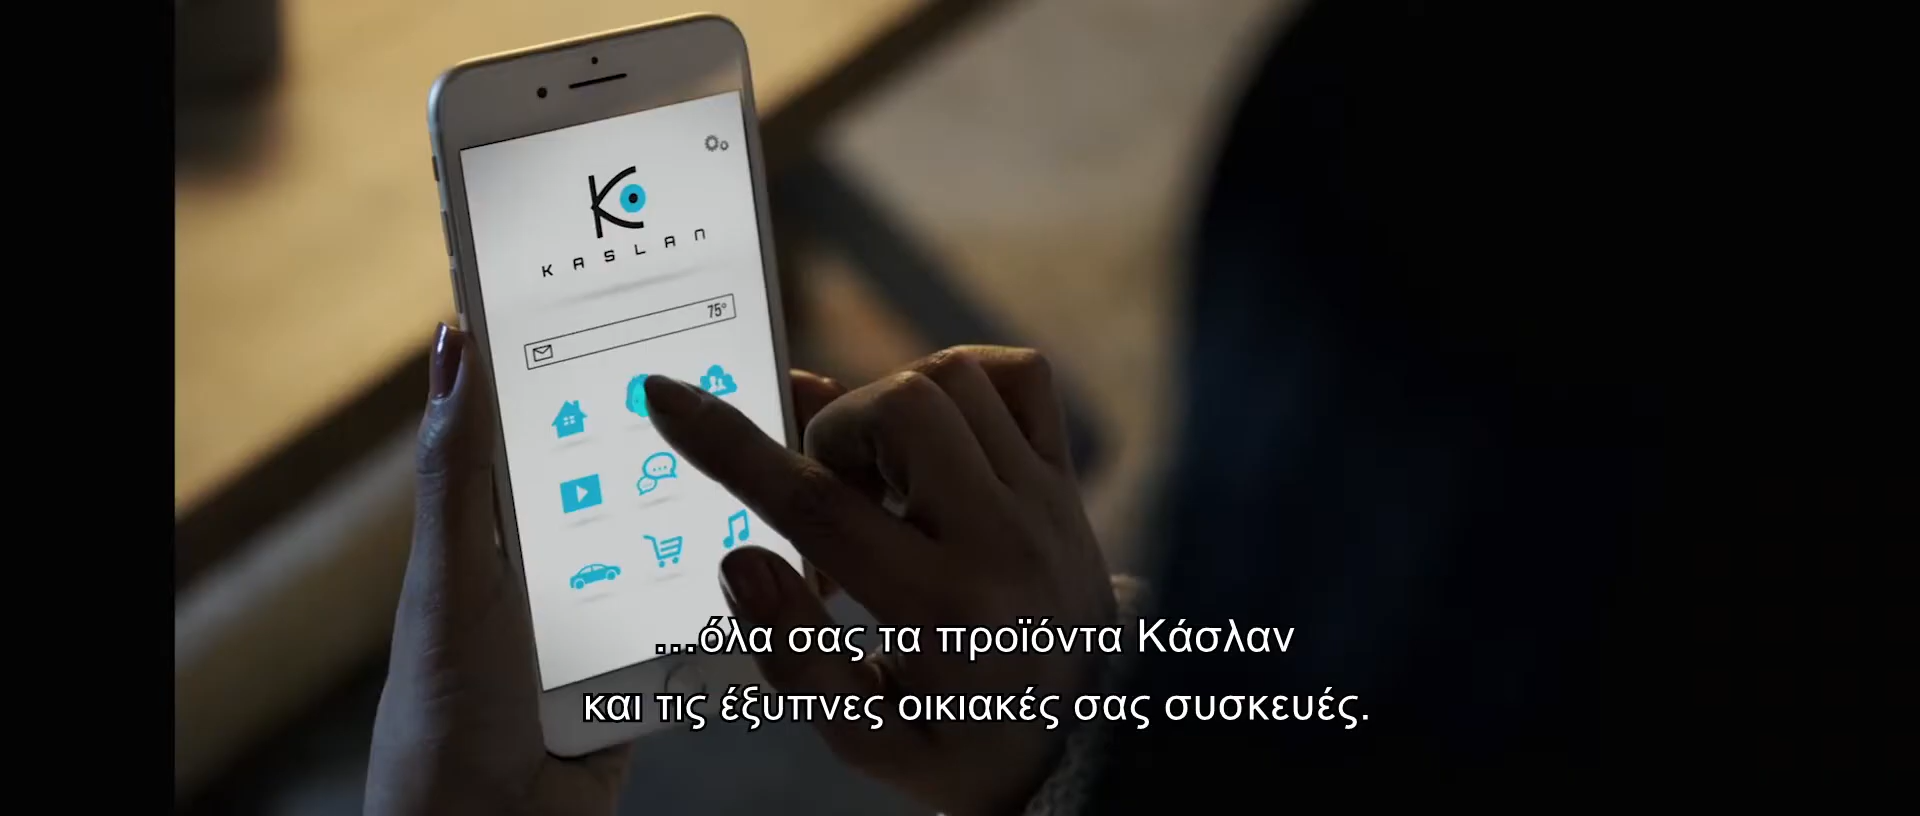 KASLAN
75°
...όλα σας τα προϊόντα Κάσλαν
και τις έξυπνες οικιακές σας συσκευές.